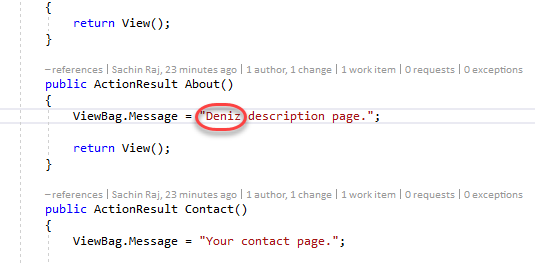 {
return View();
}
– references | Sachin Raj, 23 minutes ago | 1 author, 1 change | 1 work item | 0 requests | 0 exceptions
public ActionResult About()
{
ViewBag.Message = "Deniz description page.";
return View();
}
– references | Sachin Raj, 23 minutes ago | 1 author, 1 change | 1 work item | 0 requests | 0 exceptions
public ActionResult Contact()
{
ViewBag.Message = "Your contact page.";